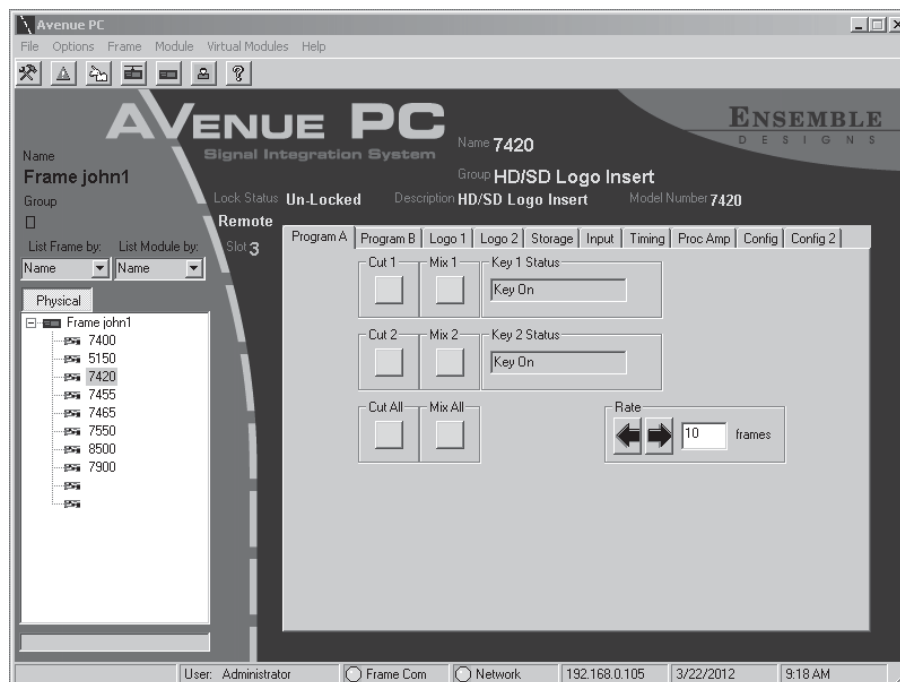 Avenue PC
File Options Frame Module Virtual Modules Help
AVENUE PC
Signal Integration System
ENSEMBLE
DESIGNS
Name 7420
Group HD/SD Logo Insert
Name
Frame john1
Group
Lock Status Un-Locked Description HD/SD Logo Insert Model Number 7420
Remote
Slot 3
List Frame by: List Module by:
Name Name
Physical
Frame john1
7400
5150
7420
7455
7465
7550
8500
7900
Program A Program B Logo 1 Logo 2 Storage Input Timing Proc Amp Config Config 2
Cut 1 Mix 1 Key 1 Status
Key On
Cut 2 Mix 2 Key 2 Status
Key On
Cut All Mix All Rate
10 frames
User: Administrator Frame Com Network 192.168.0.105 3/22/2012 9:18 AM